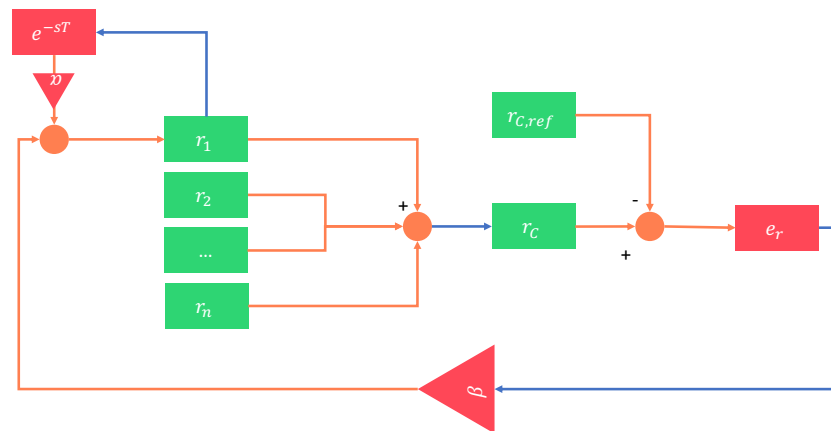 e^{-sT}
α
r_1
r_2
...
r_n
+
r_{C,ref}
-
r_C
+
e_r
β